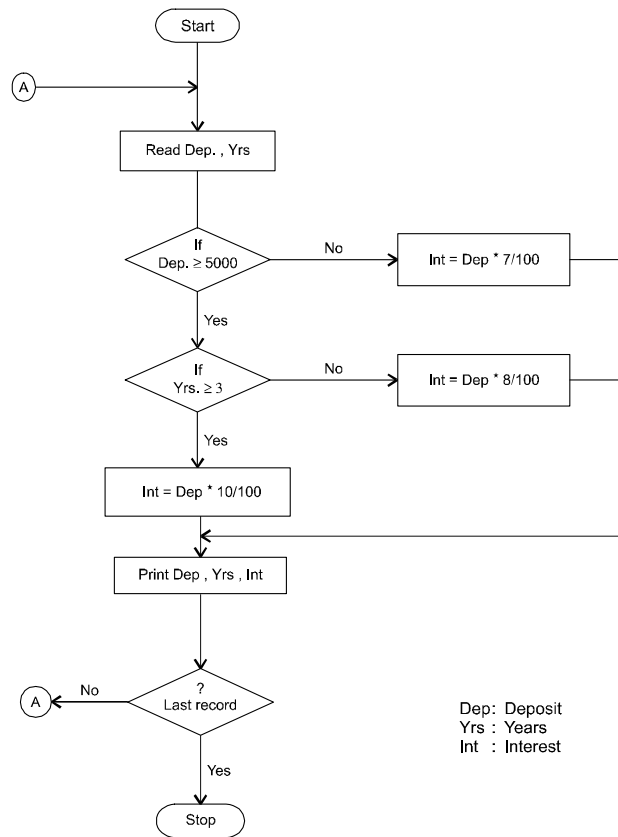 Start
A
Read Dep. , Yrs
If
Dep. ≥ 5000
No
Int = Dep * 7/100
Yes
If
Yrs. ≥ 3
No
Int = Dep * 8/100
Yes
Int = Dep * 10/100
Print Dep , Yrs , Int
?
Last record
No
A
Yes
Stop
Dep: Deposit
Yrs : Years
Int : Interest